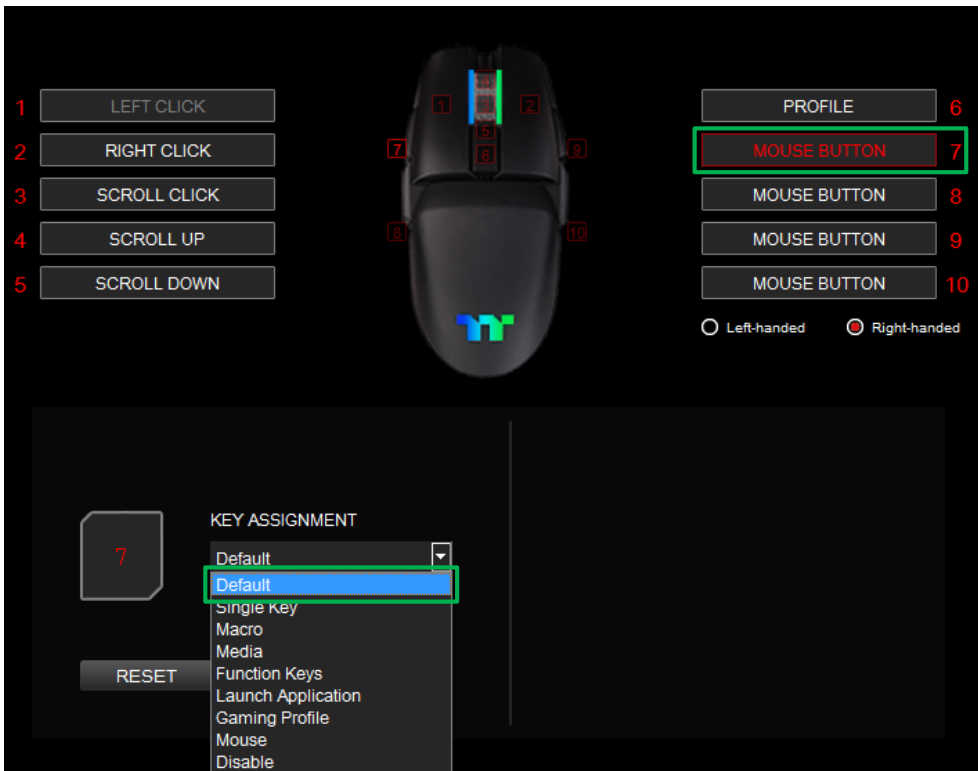 1 LEFT CLICK
2 RIGHT CLICK
3 SCROLL CLICK
4 SCROLL UP
5 SCROLL DOWN
1 2
5
7 6 9
8 10
PROFILE 6
MOUSE BUTTON 7
MOUSE BUTTON 8
MOUSE BUTTON 9
MOUSE BUTTON 10
Left-handed Right-handed
7
KEY ASSIGNMENT
Default
Default
Single Key
Macro
Media
Function Keys
Launch Application
Gaming Profile
Mouse
Disable
RESET